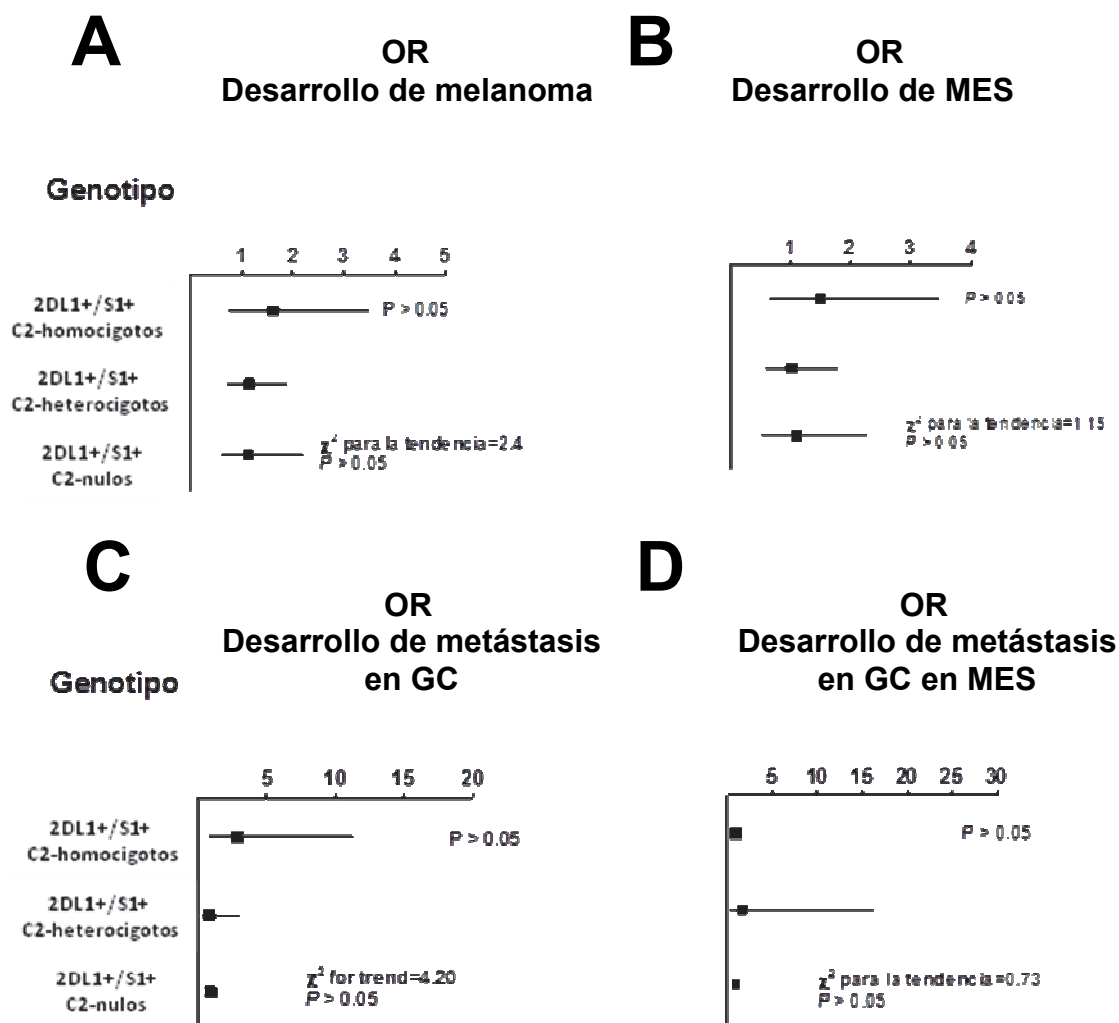 A
OR
Desarrollo de melanoma
Genotipo
1 2 3 4 5
2DL1+/S1+
C2-homocigotos
P > 0.05
2DL1+/S1+
C2-heterocigotos
2DL1+/S1+
C2-nulos
χ² para la tendencia=2.4
P > 0.05
B
OR
Desarrollo de MES
1 2 3 4
P > 0.05
χ² para la tendencia=1.15
P > 0.05
C
OR
Desarrollo de metástasis
en GC
Genotipo
5 10 15 20
2DL1+/S1+
C2-homocigotos
P > 0.05
2DL1+/S1+
C2-heterocigotos
2DL1+/S1+
C2-nulos
χ² for trend=4.20
P > 0.05
D
OR
Desarrollo de metástasis
en GC en MES
5 10 15 20 25 30
P > 0.05
χ² para la tendencia=0.73
P > 0.05